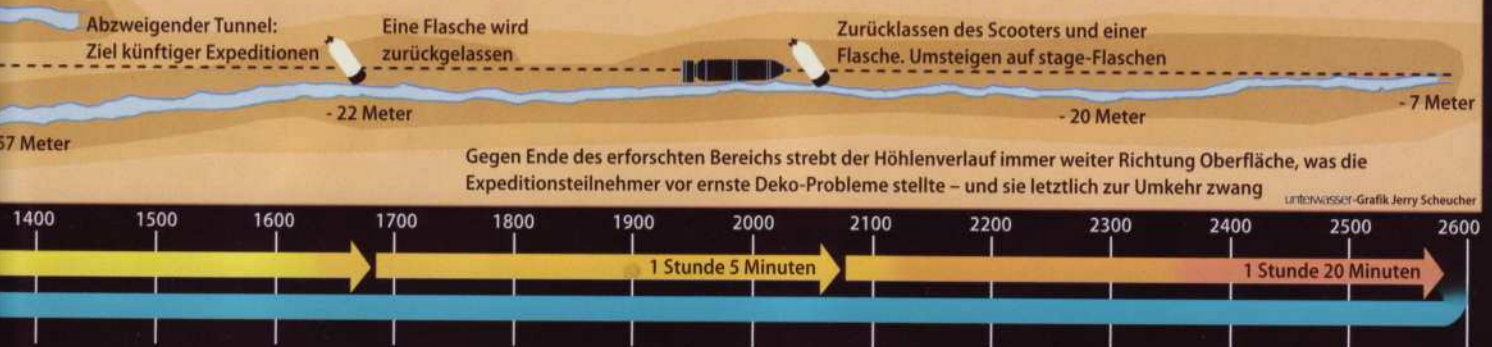 Abzweigender Tunnel:
Ziel künftiger Expeditionen
Eine Flasche wird
zurückgelassen
Zurücklassen des Scooters und einer
Flasche. Umsteigen auf stage-Flaschen
- 22 Meter
- 20 Meter
- 7 Meter
57 Meter
Gegen Ende des erforschten Bereichs strebt der Höhlenverlauf immer weiter Richtung Oberfläche, was die
Expeditionsteilnehmer vor ernste Deko-Probleme stellte – und sie letztlich zur Umkehr zwang
unterwasser-Grafik Jerry Scheucher
1400 1500 1600 1700 1800 1900 2000 2100 2200 2300 2400 2500 2600
1 Stunde 5 Minuten
1 Stunde 20 Minuten